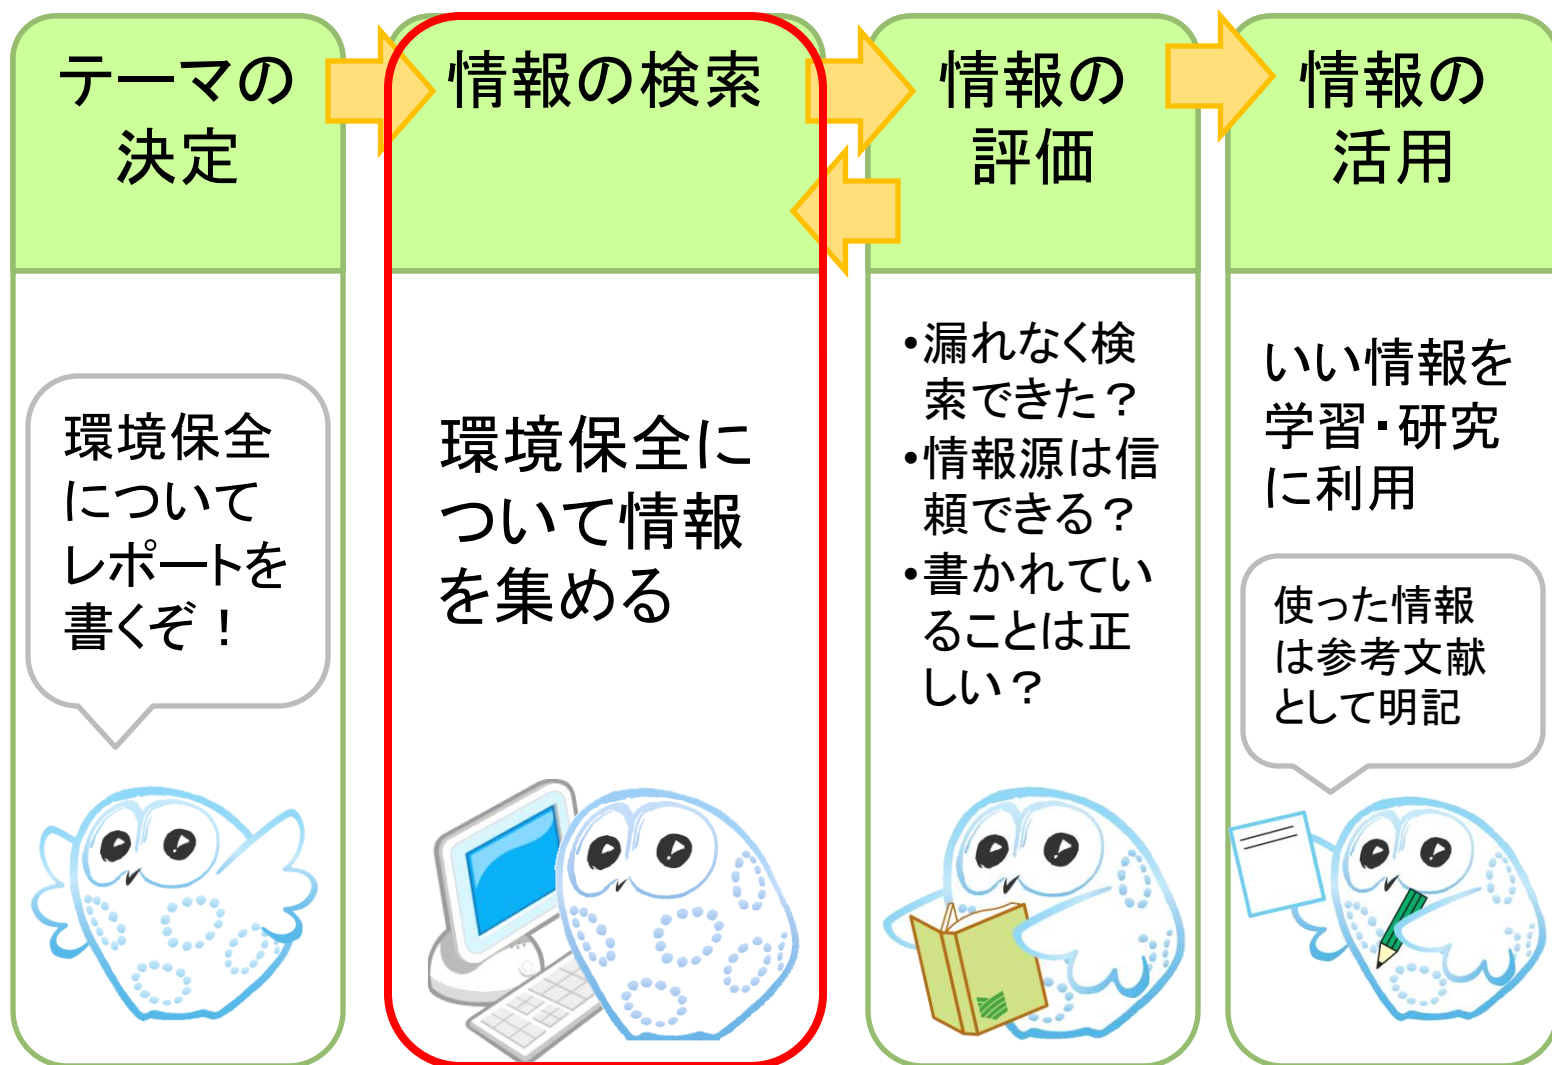 テーマの
決定
環境保全
について
レポートを
書くぞ！
情報の検索
環境保全に
ついて情報
を集める
情報の
評価
・漏れなく検
索できた？
・情報源は信
頼できる？
・書かれてい
ることは正
しい？
情報の
活用
いい情報を
学習・研究
に利用
使った情報
は参考文献
として明記